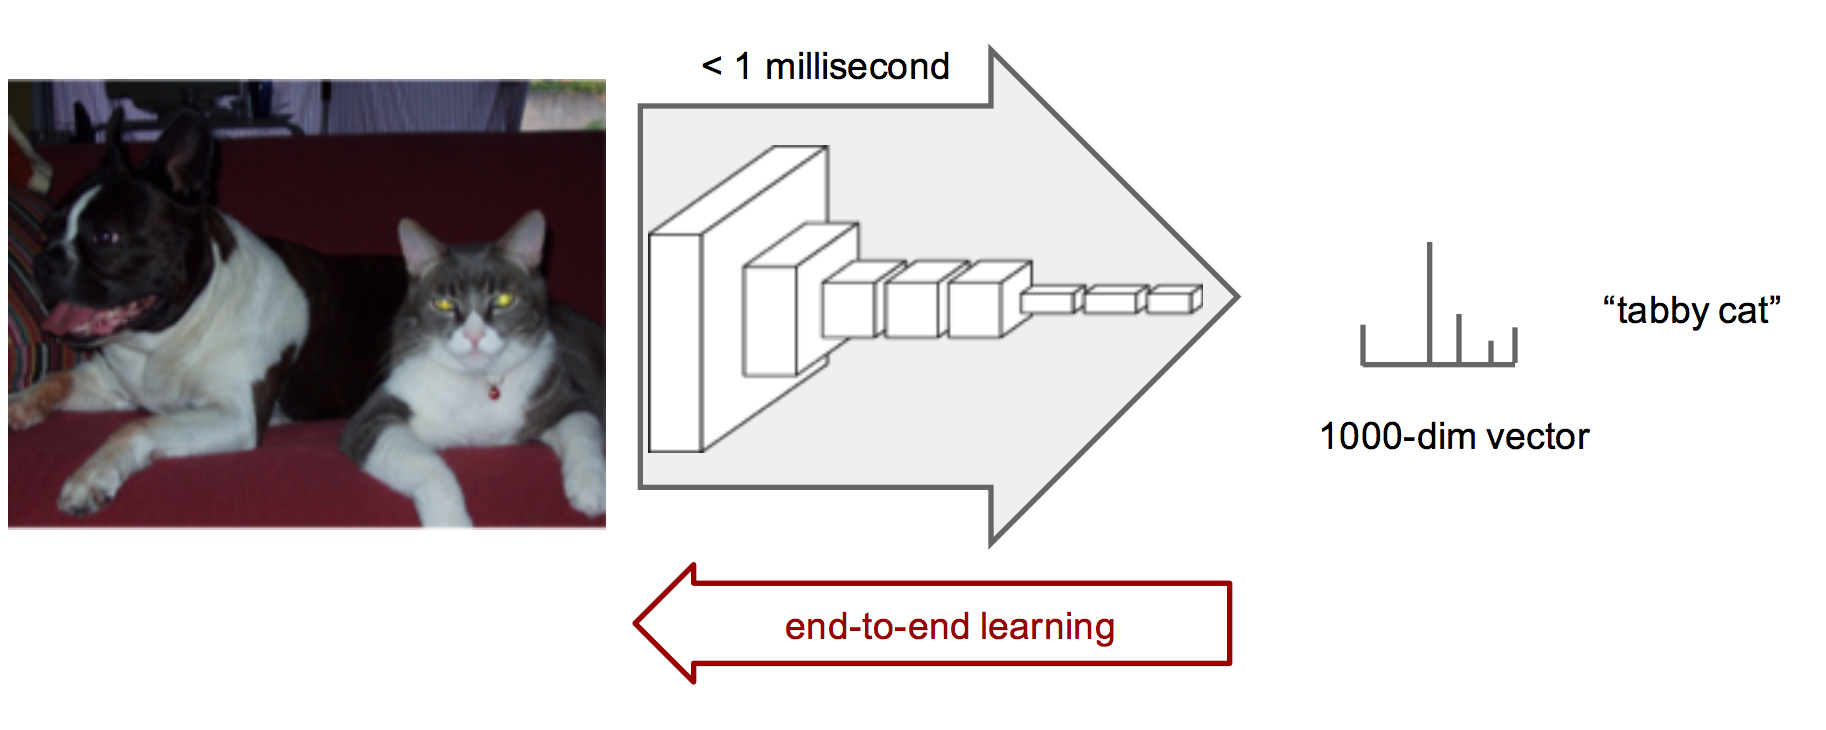 < 1 millisecond
“tabby cat”
1000-dim vector
end-to-end learning